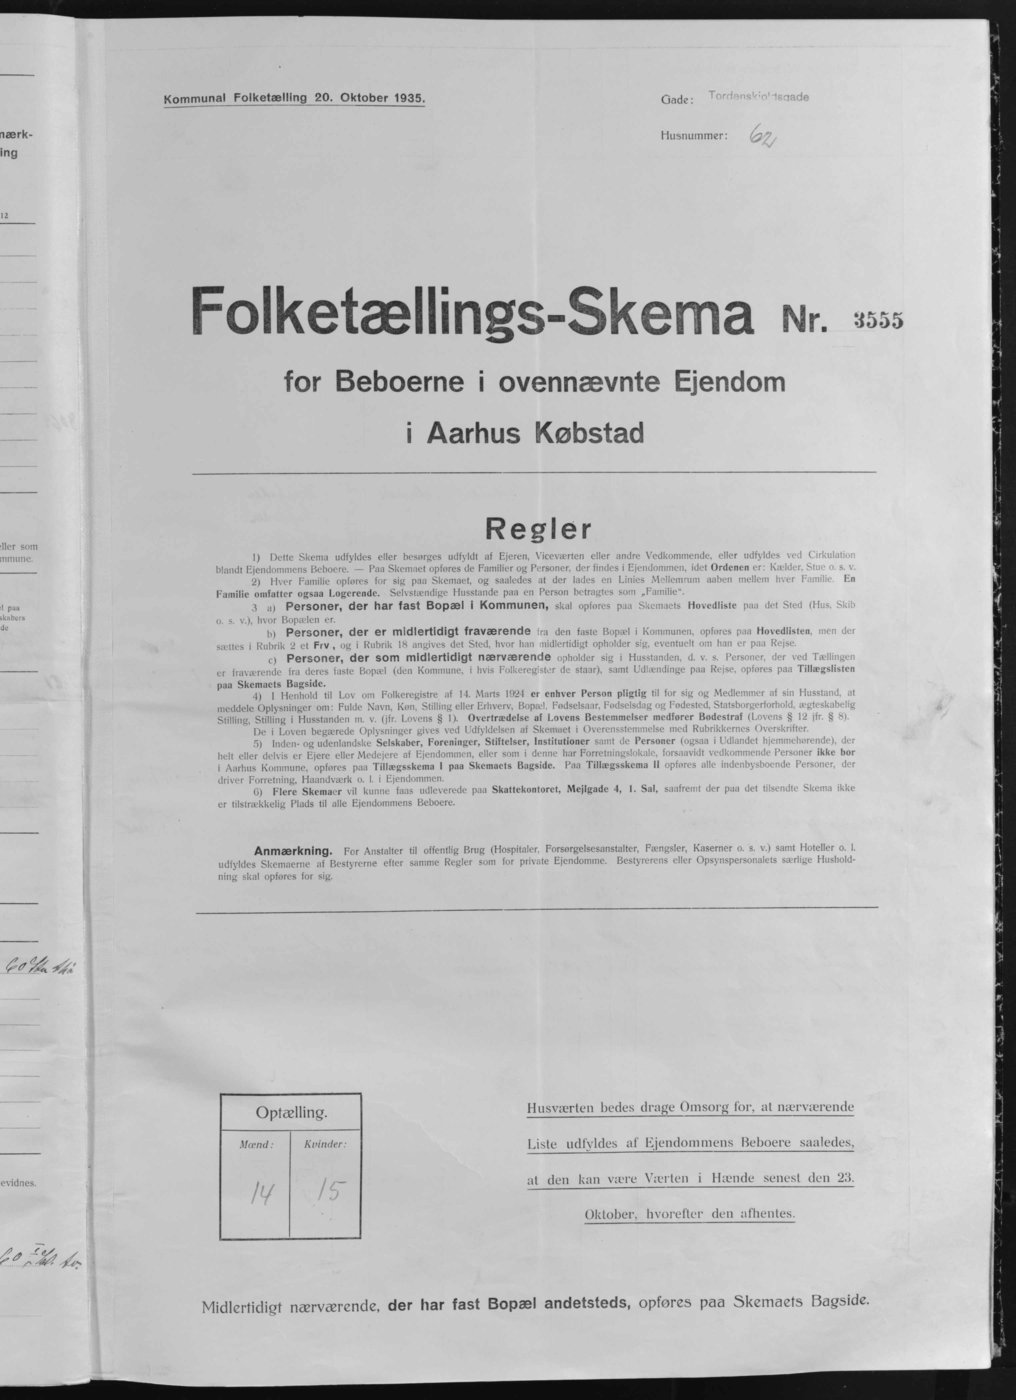 Kommunal Folketælling 20. Oktober 1935.
Gade: Tordenskjoldsgade
Husnummer: 62
Folketællings-Skema Nr. 3555
for Beboerne i ovennævnte Ejendom
i Aarhus Købstad
Regler
1) Dette Skema udfyldes eller besørges udfyldt af Ejeren, Viceværten eller andre Vedkommende, eller udfyldes ved Cirkulation
blandt Ejendommens Beboere. — Paa Skemaet opføres de Familier og Personer, der findes i Ejendommen, idet Ordenen er: Kælder, Stue o. s. v.
2) Hver Familie opføres for sig paa Skemaet, og saaledes at der lades en Linies Mellemrum aaben mellem hver Familie. En
Familie omfatter ogsaa Logerende. Selvstændige Husstande paa en Person betragtes som „Familie“.
3 a) Personer, der har fast Bopæl i Kommunen, skal opføres paa Skemaets Hovedliste paa det Sted (Hus, Skib
o. s. v.), hvor Bopælen er.
b) Personer, der er midlertidigt fraværende fra den faste Bopæl i Kommunen, opføres paa Hovedlisten, men der
sættes i Rubrik 2 et Frv., og i Rubrik 18 angives det Sted, hvor han midlertidigt opholder sig, eventuelt om han er paa Rejse.
c) Personer, der som midlertidigt nærværende opholder sig i Husstanden, d. v. s. Personer, der ved Tællingen
er fraværende fra deres faste Bopæl (den Kommune, i hvis Folkeregister de staar), samt Udlændinge paa Rejse, opføres paa Tillægslisten
paa Skemaets Bagside.
4) I Henhold til Lov om Folkeregistre af 14. Marts 1924 er enhver Person pligtig til for sig og Medlemmer af sin Husstand, at
meddele Oplysninger om: Fulde Navn, Køn, Stilling eller Erhverv, Bopæl, Fødselsaar, Fødselsdag og Fødested, Statsborgerforhold, ægteskabelig
Stilling, Stilling i Husstanden m. v. (jfr. Lovens § 1). Overtrædelse af Lovens Bestemmelser medfører Bødestraf (Lovens § 12 jfr. § 8).
De i Loven begærede Oplysninger gives ved Udfyldelsen af Skemaet i Overensstemmelse med Rubrikkernes Overskrifter.
5) Inden- og udenlandske Selskaber, Foreninger, Stiftelser, Institutioner samt de Personer (ogsaa i Udlandet hjemmehørende), der
helt eller delvis er Ejere eller Medejere af Ejendommen, eller som i denne har Forretningslokale, forsaavidt vedkommende Personer ikke bor
i Aarhus Kommune, opføres paa Tillægsskema I paa Skemaets Bagside. Paa Tillægsskema II opføres alle indenbysboende Personer, der
driver Forretning, Haandværk o. l. i Ejendommen.
6) Flere Skemaer vil kunne faas udleverede paa Skattekontoret, Mejlgade 4, 1. Sal, saafremt der paa det tilsendte Skema ikke
er tilstrækkelig Plads til alle Ejendommens Beboere.
Anmærkning. For Anstalter til offentlig Brug (Hospitaler, Forsørgelsesanstalter, Fængsler, Kaserner o. s. v.) samt Hoteller o. l.
udfyldes Skemaerne af Bestyrerne efter samme Regler som for private Ejendomme. Bestyrerens eller Opsynspersonalets særlige Hushold-
ning skal opføres for sig.
Optælling.
Mænd: Kvinder:
14 15
Husværten bedes drage Omsorg for, at nærværende
Liste udfyldes af Ejendommens Beboere saaledes,
at den kan være Værten i Hænde senest den 23.
Oktober, hvorefter den afhentes.
Midlertidigt nærværende, der har fast Bopæl andetsteds, opføres paa Skemaets Bagside.